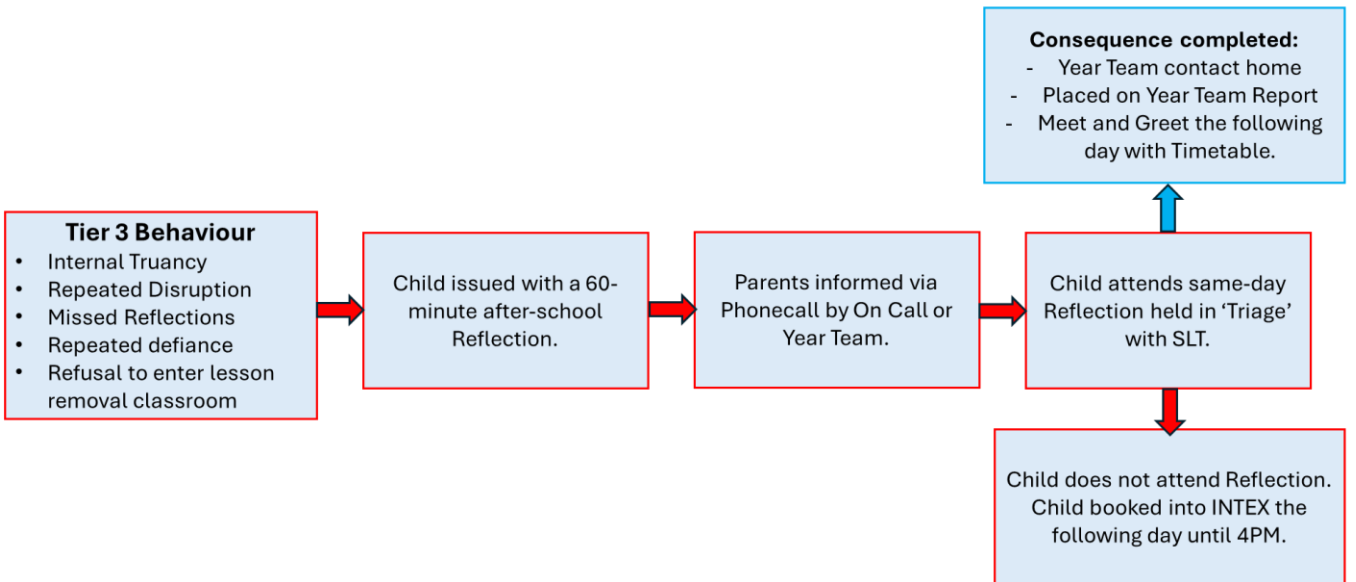 Consequence completed:
- Year Team contact home
- Placed on Year Team Report
- Meet and Greet the following
day with Timetable.
Tier 3 Behaviour
• Internal Truancy
• Repeated Disruption
• Missed Reflections
• Repeated defiance
• Refusal to enter lesson
removal classroom
Child issued with a 60-
minute after-school
Reflection.
Parents informed via
Phonecall by On Call or
Year Team.
Child attends same-day
Reflection held in ‘Triage’
with SLT.
Child does not attend Reflection.
Child booked into INTEX the
following day until 4PM.